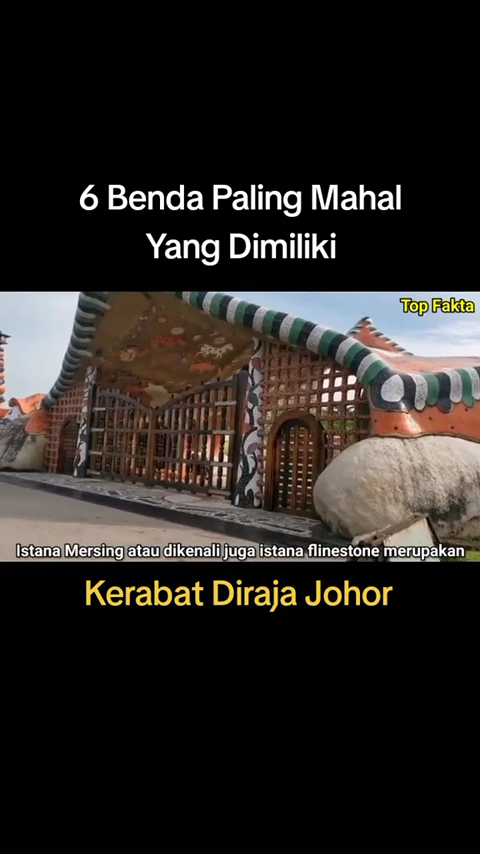 6 Benda Paling Mahal
Yang Dimiliki
Top Fakta
Istana Mersing atau dikenali juga istana flinestone merupakan
Kerabat Diraja Johor